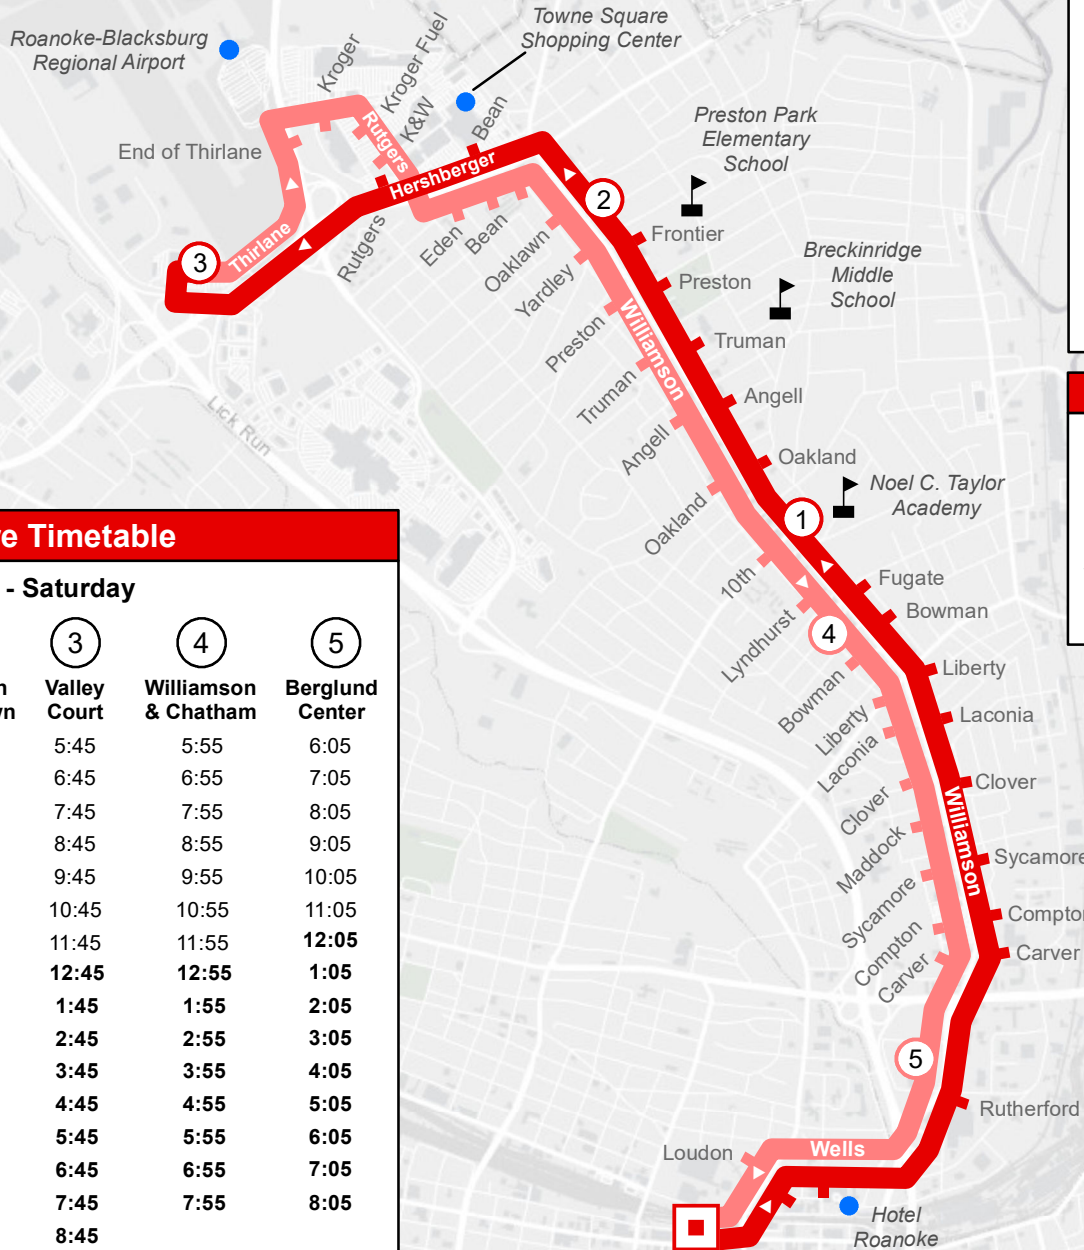 Roanoke-Blacksburg
Regional Airport
Towne Square
Shopping Center
Kroger
Kroger Fuel
K&W
Bean
Rutgers
End of Thirlane
Hershberger
Preston Park
Elementary
School
2
Frontier
Breckinridge
Middle
School
Preston
Thirlane
3
Rutgers
Eden
Bean
Oaklawn
Yardley
Preston
Truman
Angell
Oakland
Williamson
Truman
Angell
Oakland
Noel C. Taylor
Academy
1
Lick Run
10th
Lyndhurst
4
Bowman
Liberty
Laconia
Clover
Maddock
Sycamore
Compton
Carver
Fugate
Bowman
Liberty
Laconia
Clover
Williamson
Sycamore
Compto
Carver
5
Rutherford
Loudon
Wells
Hotel
Roanoke
e Timetable
- Saturday
3 4 5
n Valley Williamson Berglund
wn Court & Chatham Center
5:45 5:55 6:05
6:45 6:55 7:05
7:45 7:55 8:05
8:45 8:55 9:05
9:45 9:55 10:05
10:45 10:55 11:05
11:45 11:55 12:05
12:45 12:55 1:05
1:45 1:55 2:05
2:45 2:55 3:05
3:45 3:55 4:05
4:45 4:55 5:05
5:45 5:55 6:05
6:45 6:55 7:05
7:45 7:55 8:05
8:45